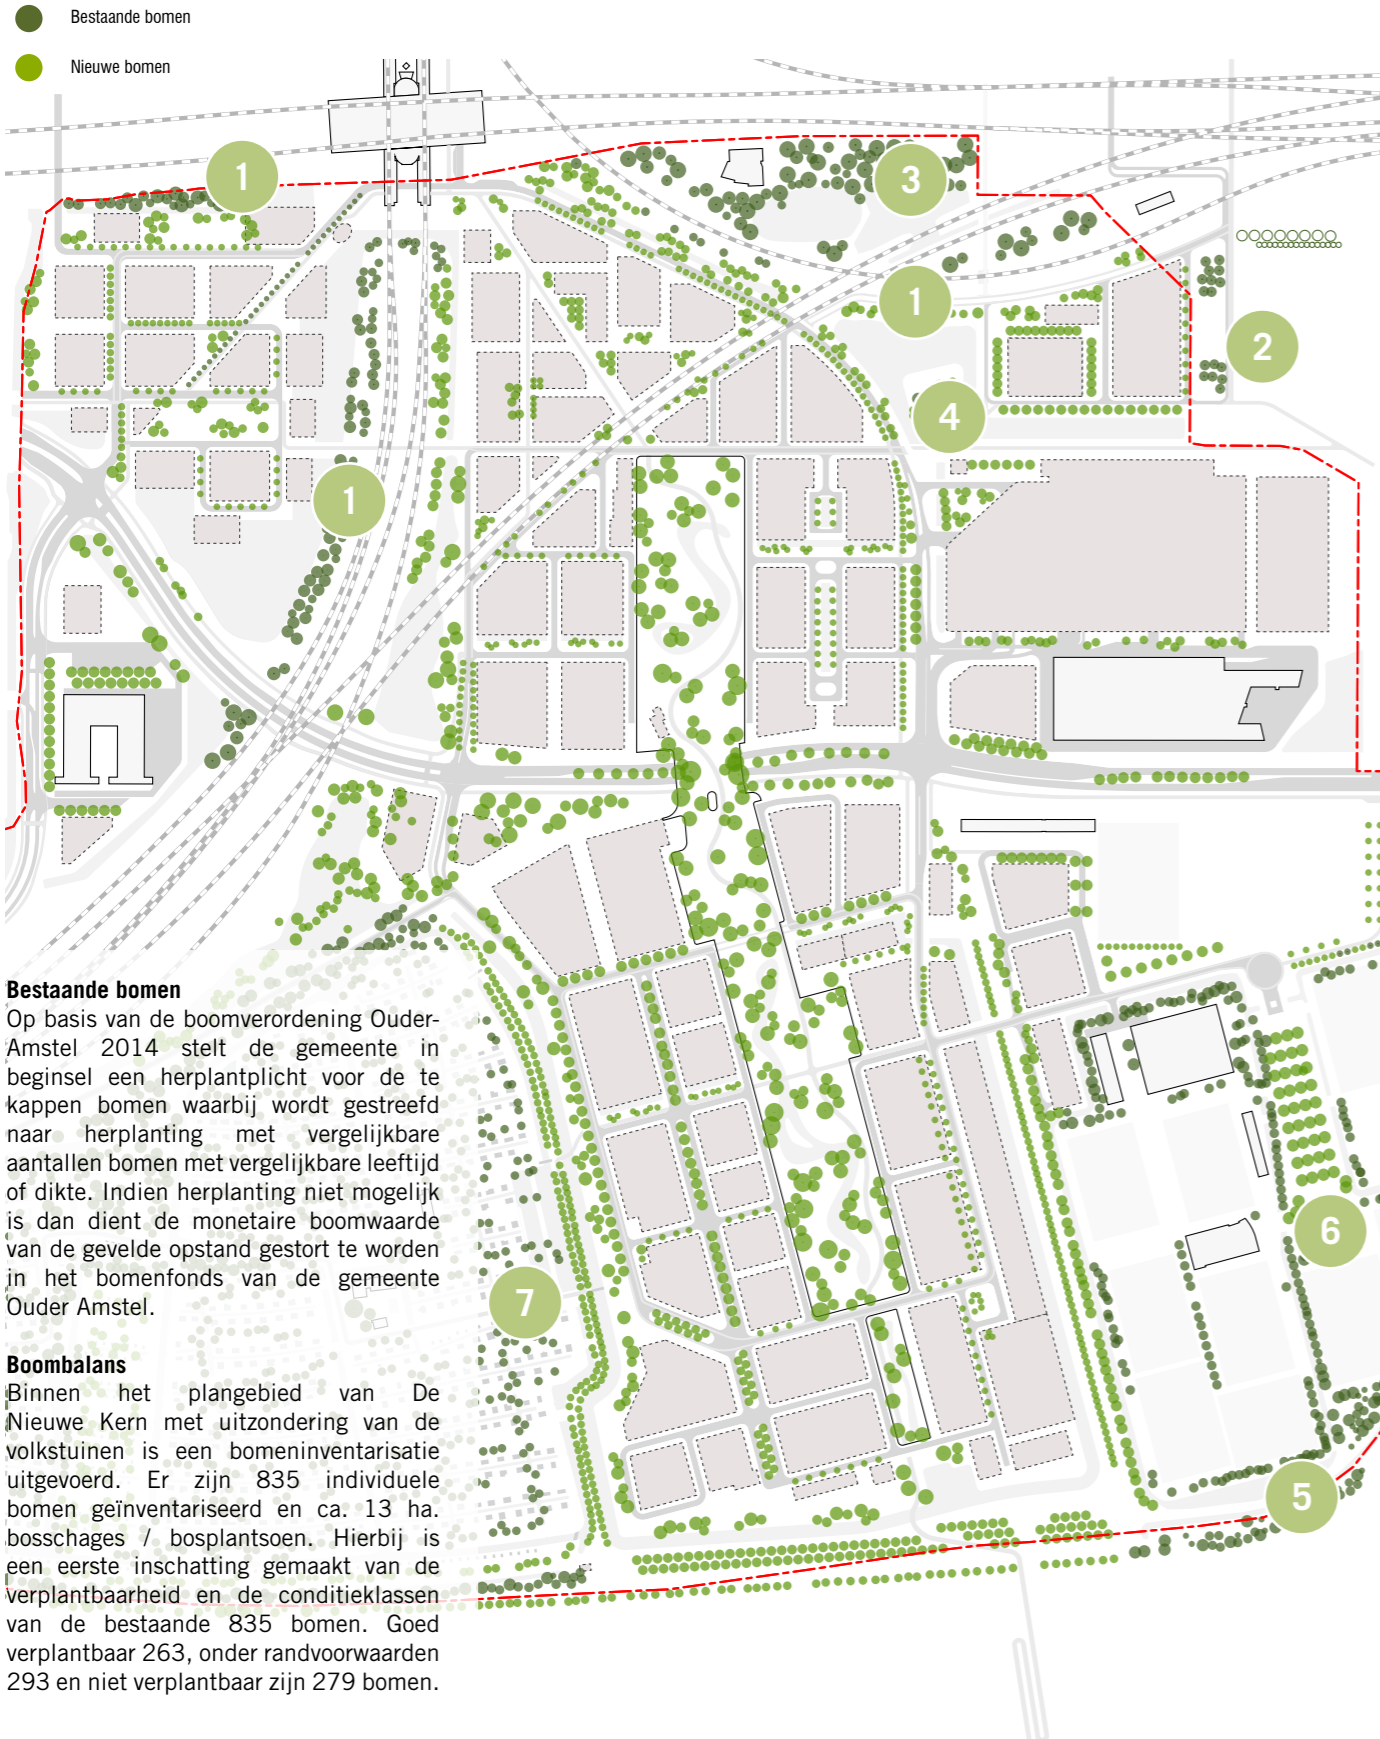 Bestaande bomen
Nieuwe bomen
1
3
1
2
4
1
6
7
5
Bestaande bomen
Op basis van de boomverordening Ouder-
Amstel 2014 stelt de gemeente in
beginsel een herplantplicht voor de te
kappen bomen waarbij wordt gestreefd
naar herplanting met vergelijkbare
aantallen bomen met vergelijkbare leeftijd
of dikte. Indien herplanting niet mogelijk
is dan dient de monetaire boomwaarde
van de gevelde opstand gestort te worden
in het bomenfonds van de gemeente
Ouder Amstel.
Boombalans
Binnen het plangebied van De
Nieuwe Kern met uitzondering van de
volkstuinen is een bomeninventarisatie
uitgevoerd. Er zijn 835 individuele
bomen geïnventariseerd en ca. 13 ha.
bosschages / bosplantsoen. Hierbij is
een eerste inschatting gemaakt van de
verplantbaarheid en de conditieklassen
van de bestaande 835 bomen. Goed
verplantbaar 263, onder randvoorwaarden
293 en niet verplantbaar zijn 279 bomen.